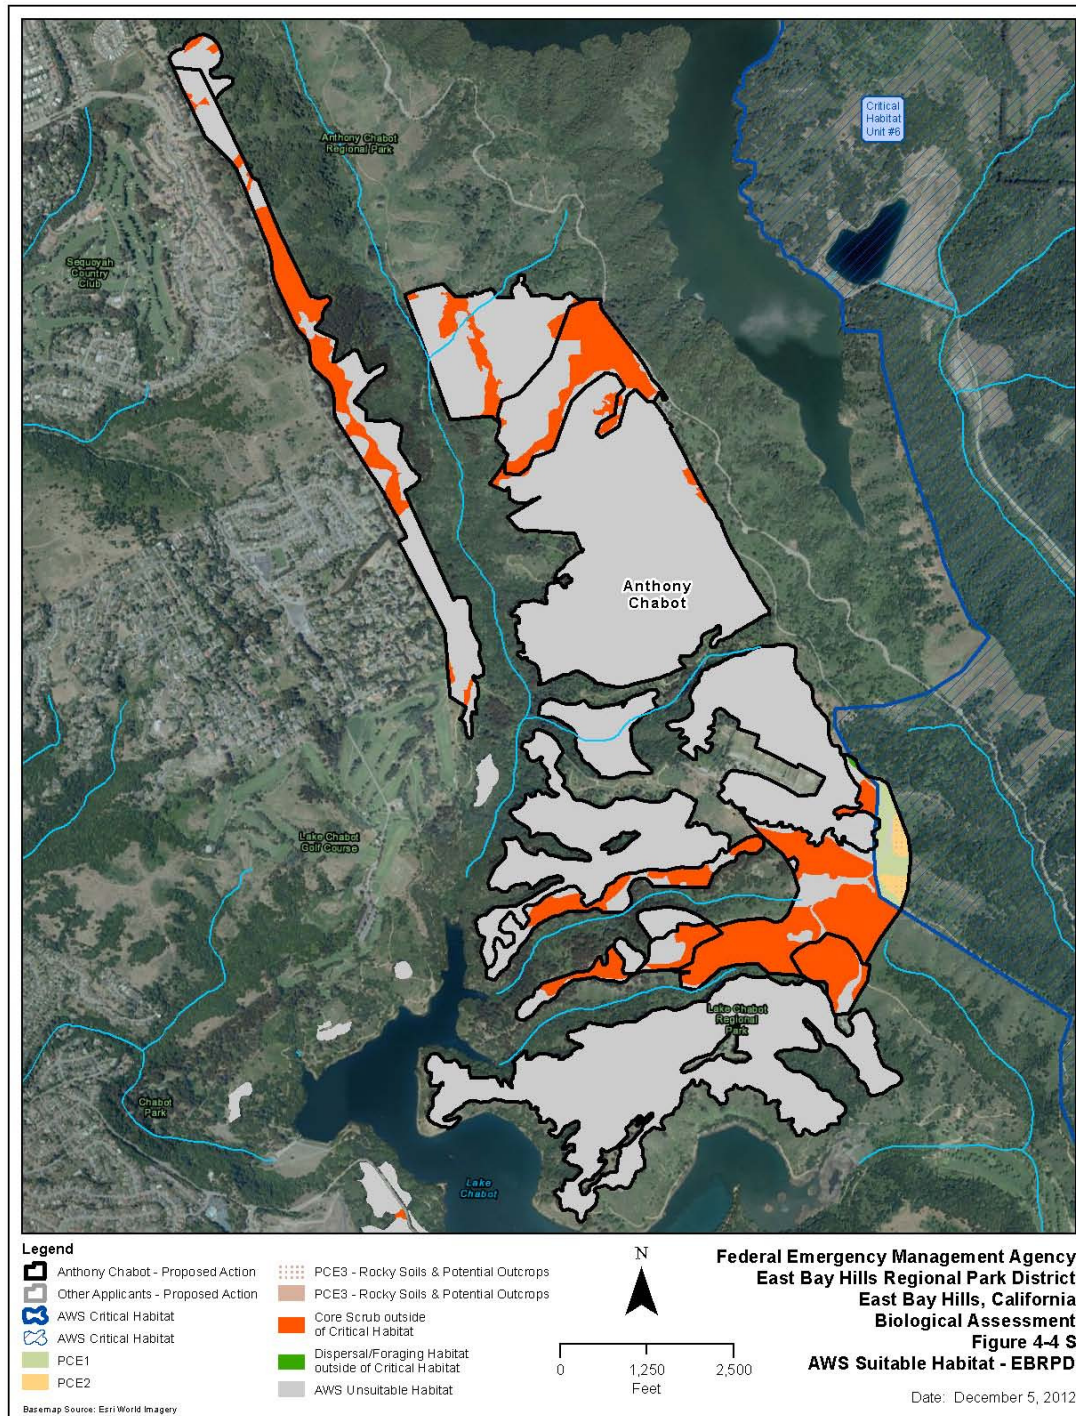 Critical
Habitat
Unit #6
Anthony Chabot
Regional Park
Sequoyah
Country
Club
Anthony
Chabot
Lake Chabot
Golf Course
Lake Chabot
Regional
Park
Chabot
Park
Lake
Chabot
Legend
Anthony Chabot - Proposed Action
Other Applicants - Proposed Action
AWS Critical Habitat
AWS Critical Habitat
PCE1
PCE2
PCE3 - Rocky Soils & Potential Outcrops
PCE3 - Rocky Soils & Potential Outcrops
Core Scrub outside
of Critical Habitat
Dispersal/Foraging Habitat
outside of Critical Habitat
AWS Unsuitable Habitat
N
0 1,250 2,500
Feet
Federal Emergency Management Agency
East Bay Hills Regional Park District
East Bay Hills, California
Biological Assessment
Figure 4-4 S
AWS Suitable Habitat - EBRPD
Date: December 5, 2012
Basemap Source: Esri World Imagery